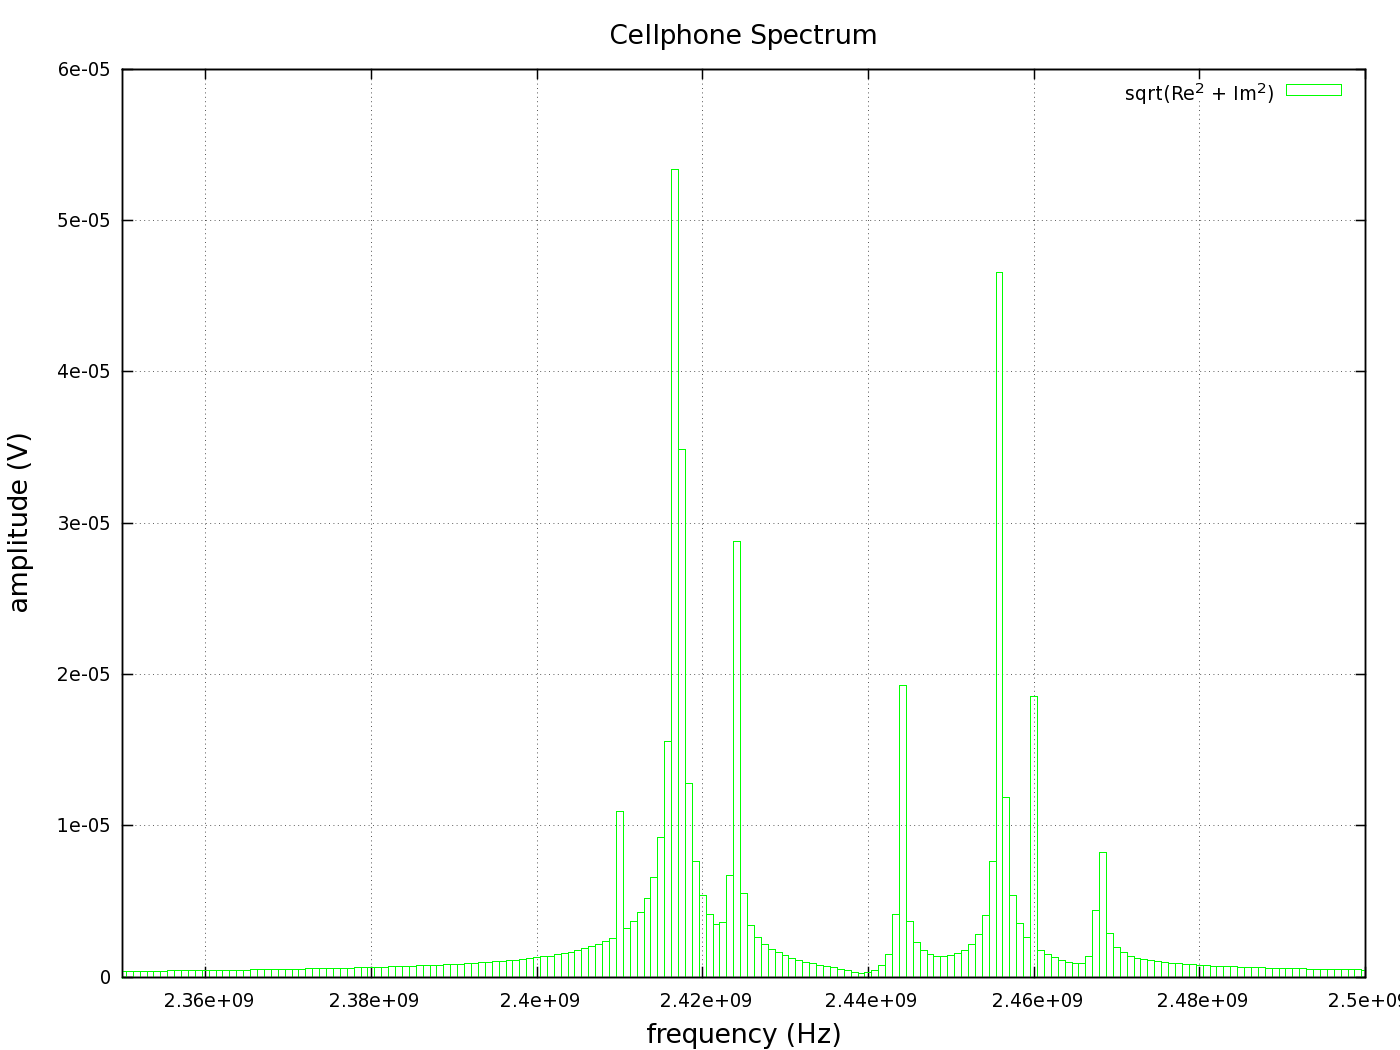 Cellphone Spectrum
sqrt(Re² + Im²)
6e-05
5e-05
4e-05
3e-05
2e-05
1e-05
0
amplitude (V)
2.36e+09 2.38e+09 2.4e+09 2.42e+09 2.44e+09 2.46e+09 2.48e+09 2.5e+09
frequency (Hz)